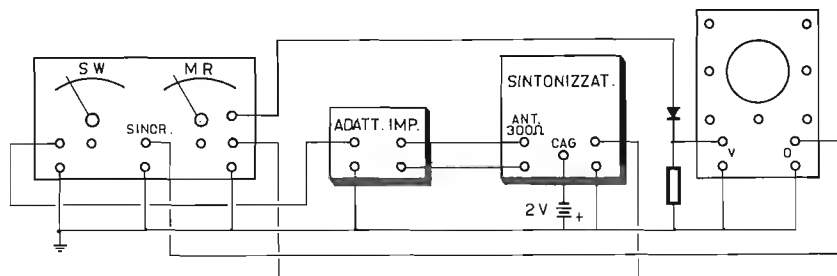 SW
MR
SINCR.
ADATT. IMP.
SINTONIZZAT.
ANT.
300Ω
CAG
2V
+
V
O